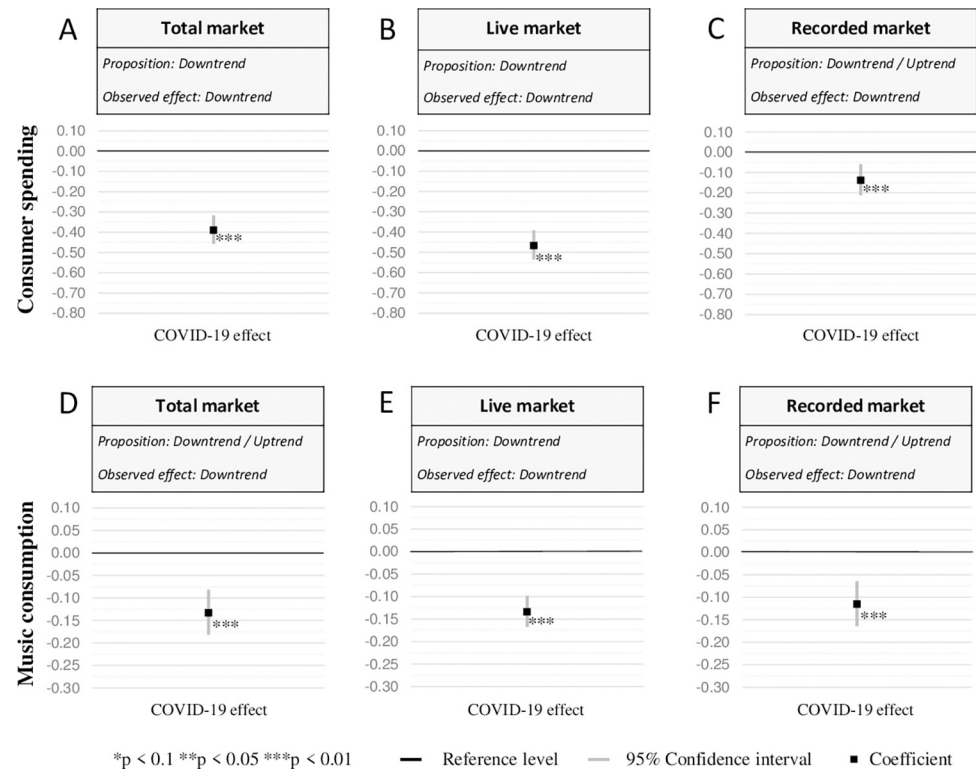 A
Total market
Proposition: Downtrend
Observed effect: Downtrend
B
Live market
Proposition: Downtrend
Observed effect: Downtrend
C
Recorded market
Proposition: Downtrend / Uptrend
Observed effect: Downtrend
Consumer spending
0.10
0.00
-0.10
-0.20
-0.30
-0.40
-0.50
-0.60
-0.70
-0.80
***
COVID-19 effect
0.10
0.00
-0.10
-0.20
-0.30
-0.40
-0.50
-0.60
-0.70
-0.80
***
COVID-19 effect
0.10
0.00
-0.10
-0.20
-0.30
-0.40
-0.50
-0.60
-0.70
-0.80
***
COVID-19 effect
D
Total market
Proposition: Downtrend / Uptrend
Observed effect: Downtrend
E
Live market
Proposition: Downtrend
Observed effect: Downtrend
F
Recorded market
Proposition: Downtrend / Uptrend
Observed effect: Downtrend
Music consumption
0.10
0.05
0.00
-0.05
-0.10
-0.15
-0.20
-0.25
-0.30
***
COVID-19 effect
0.10
0.05
0.00
-0.05
-0.10
-0.15
-0.20
-0.25
-0.30
***
COVID-19 effect
0.10
0.05
0.00
-0.05
-0.10
-0.15
-0.20
-0.25
-0.30
***
COVID-19 effect
*p < 0.1 **p < 0.05 ***p < 0.01 Reference level 95% Confidence interval Coefficient